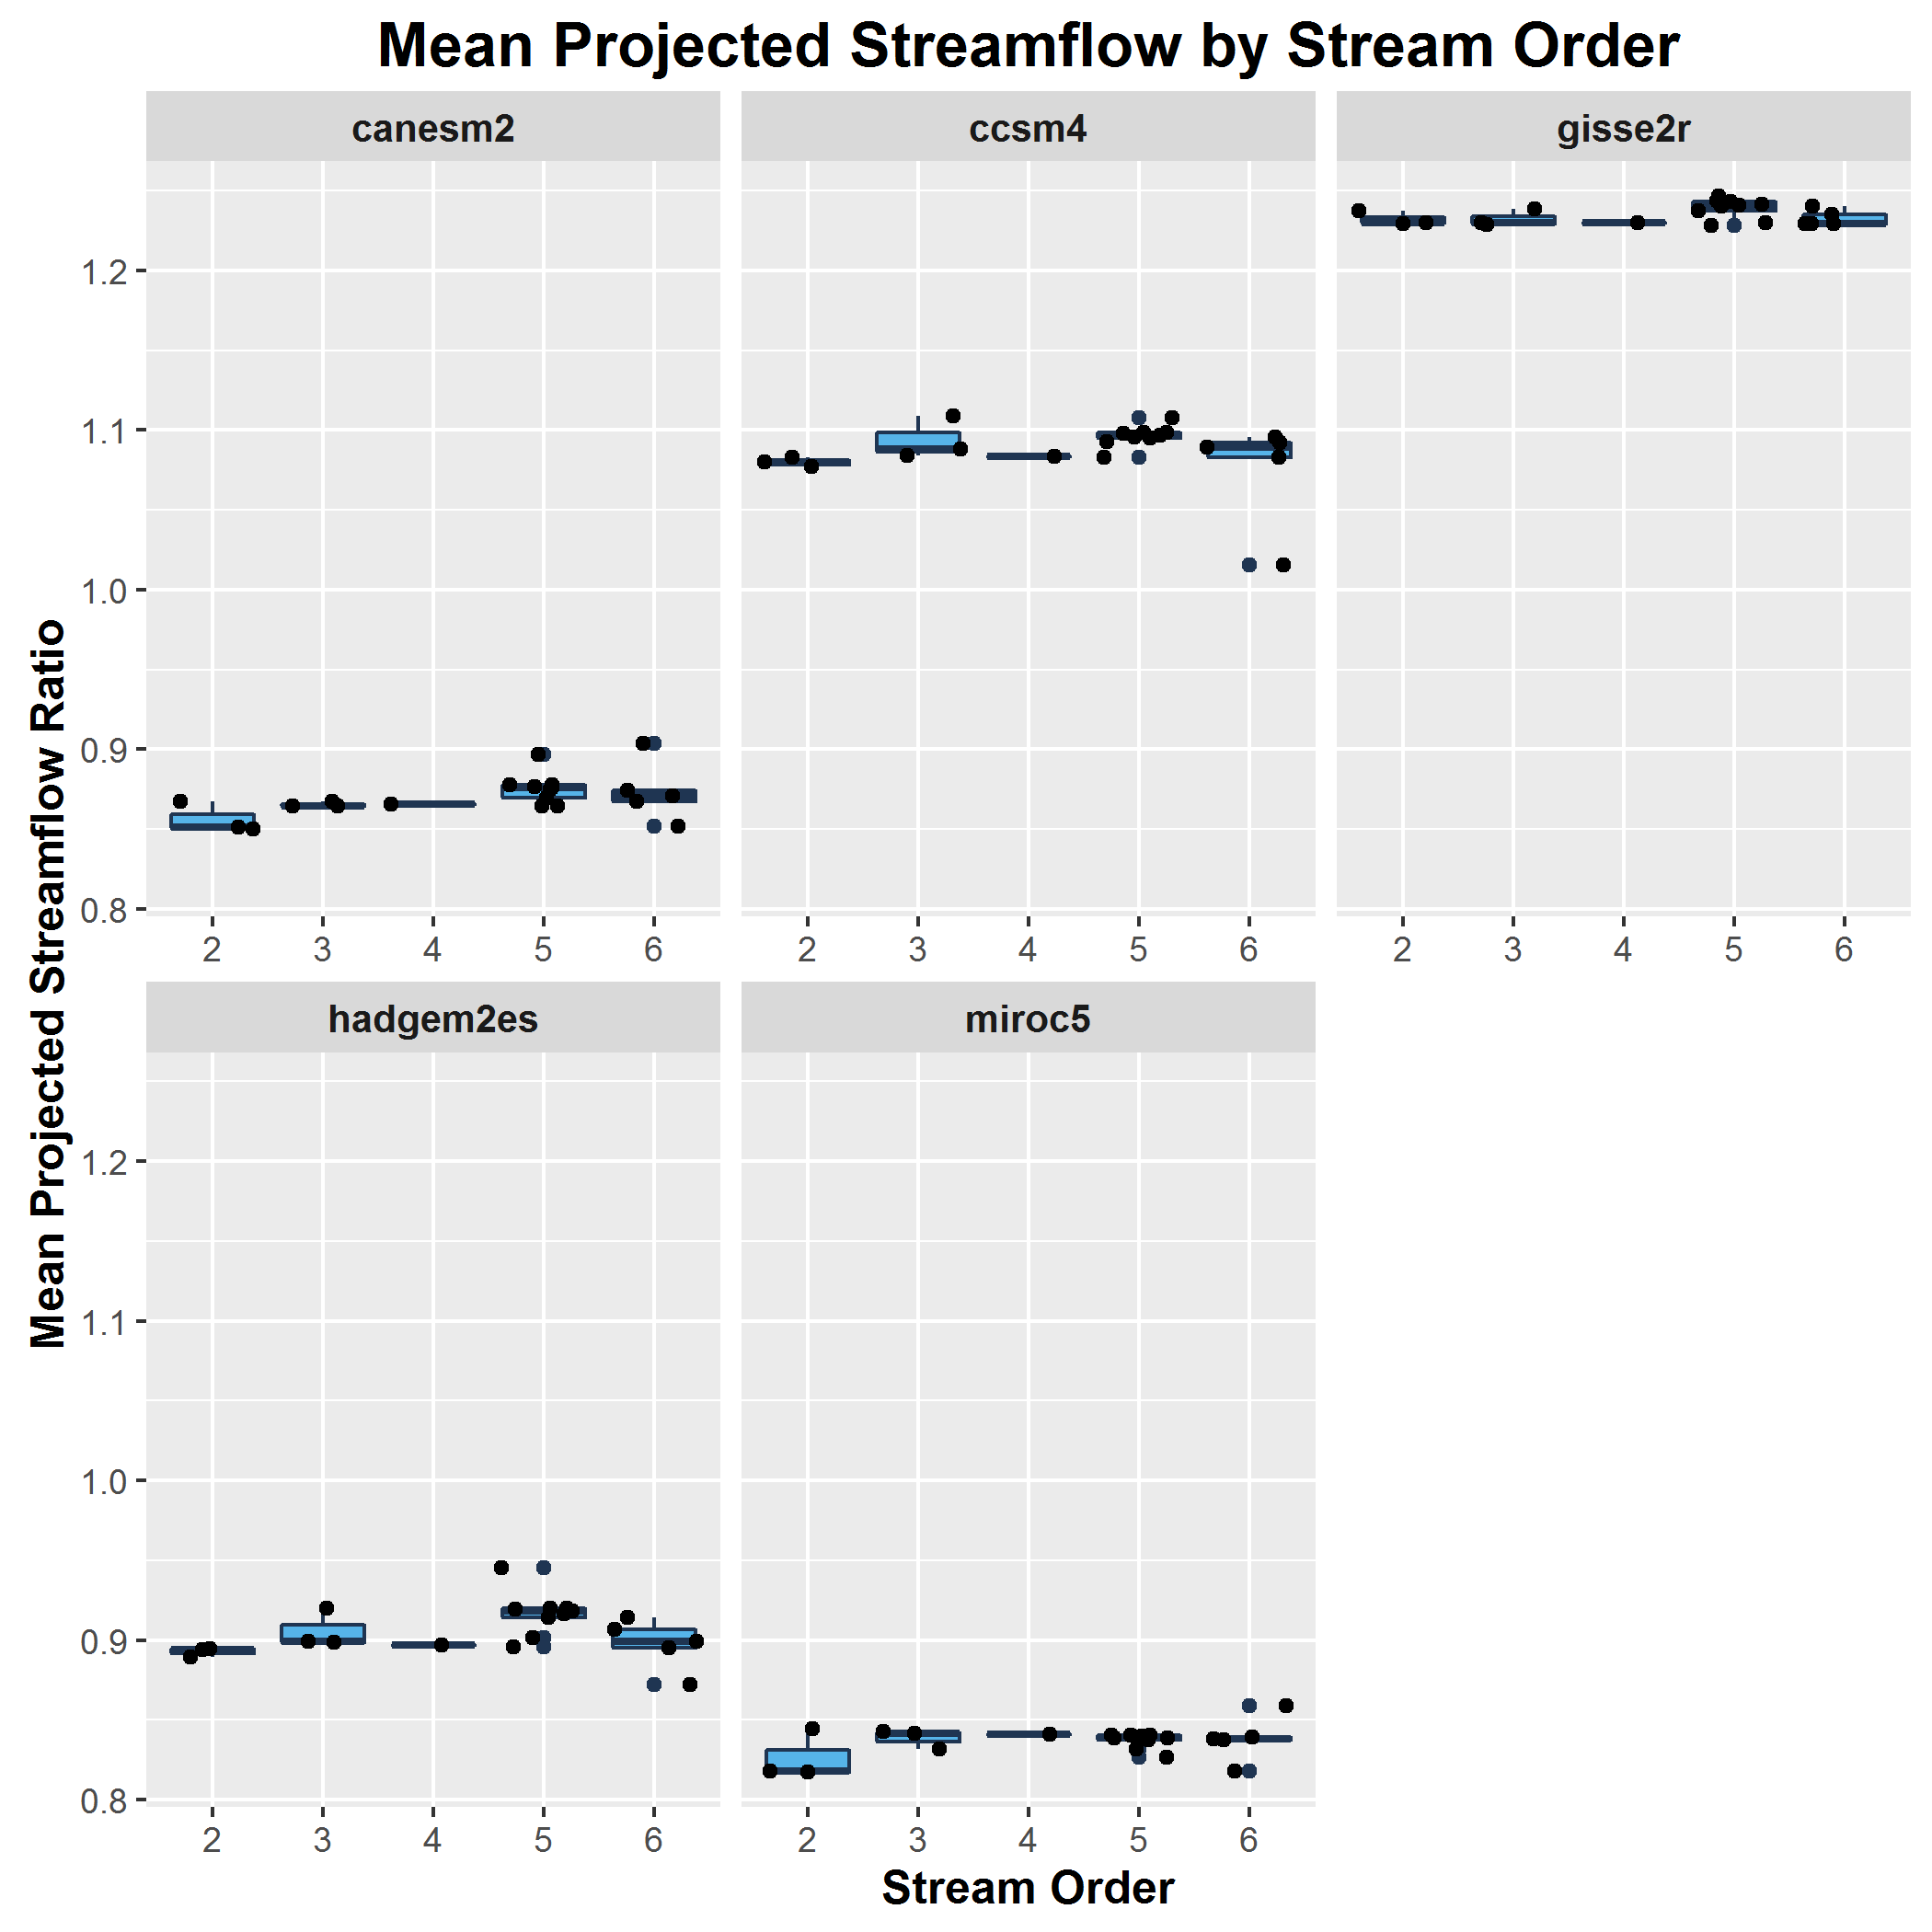 Mean Projected Streamflow by Stream Order
canesm2 ccsm4 gisse2r
1.2
1.1
1.0
0.9
0.8
2 3 4 5 6 2 3 4 5 6 2 3 4 5 6
Mean Projected Streamflow Ratio
hadgem2es miroc5
1.2
1.1
1.0
0.9
0.8
2 3 4 5 6 2 3 4 5 6
Stream Order